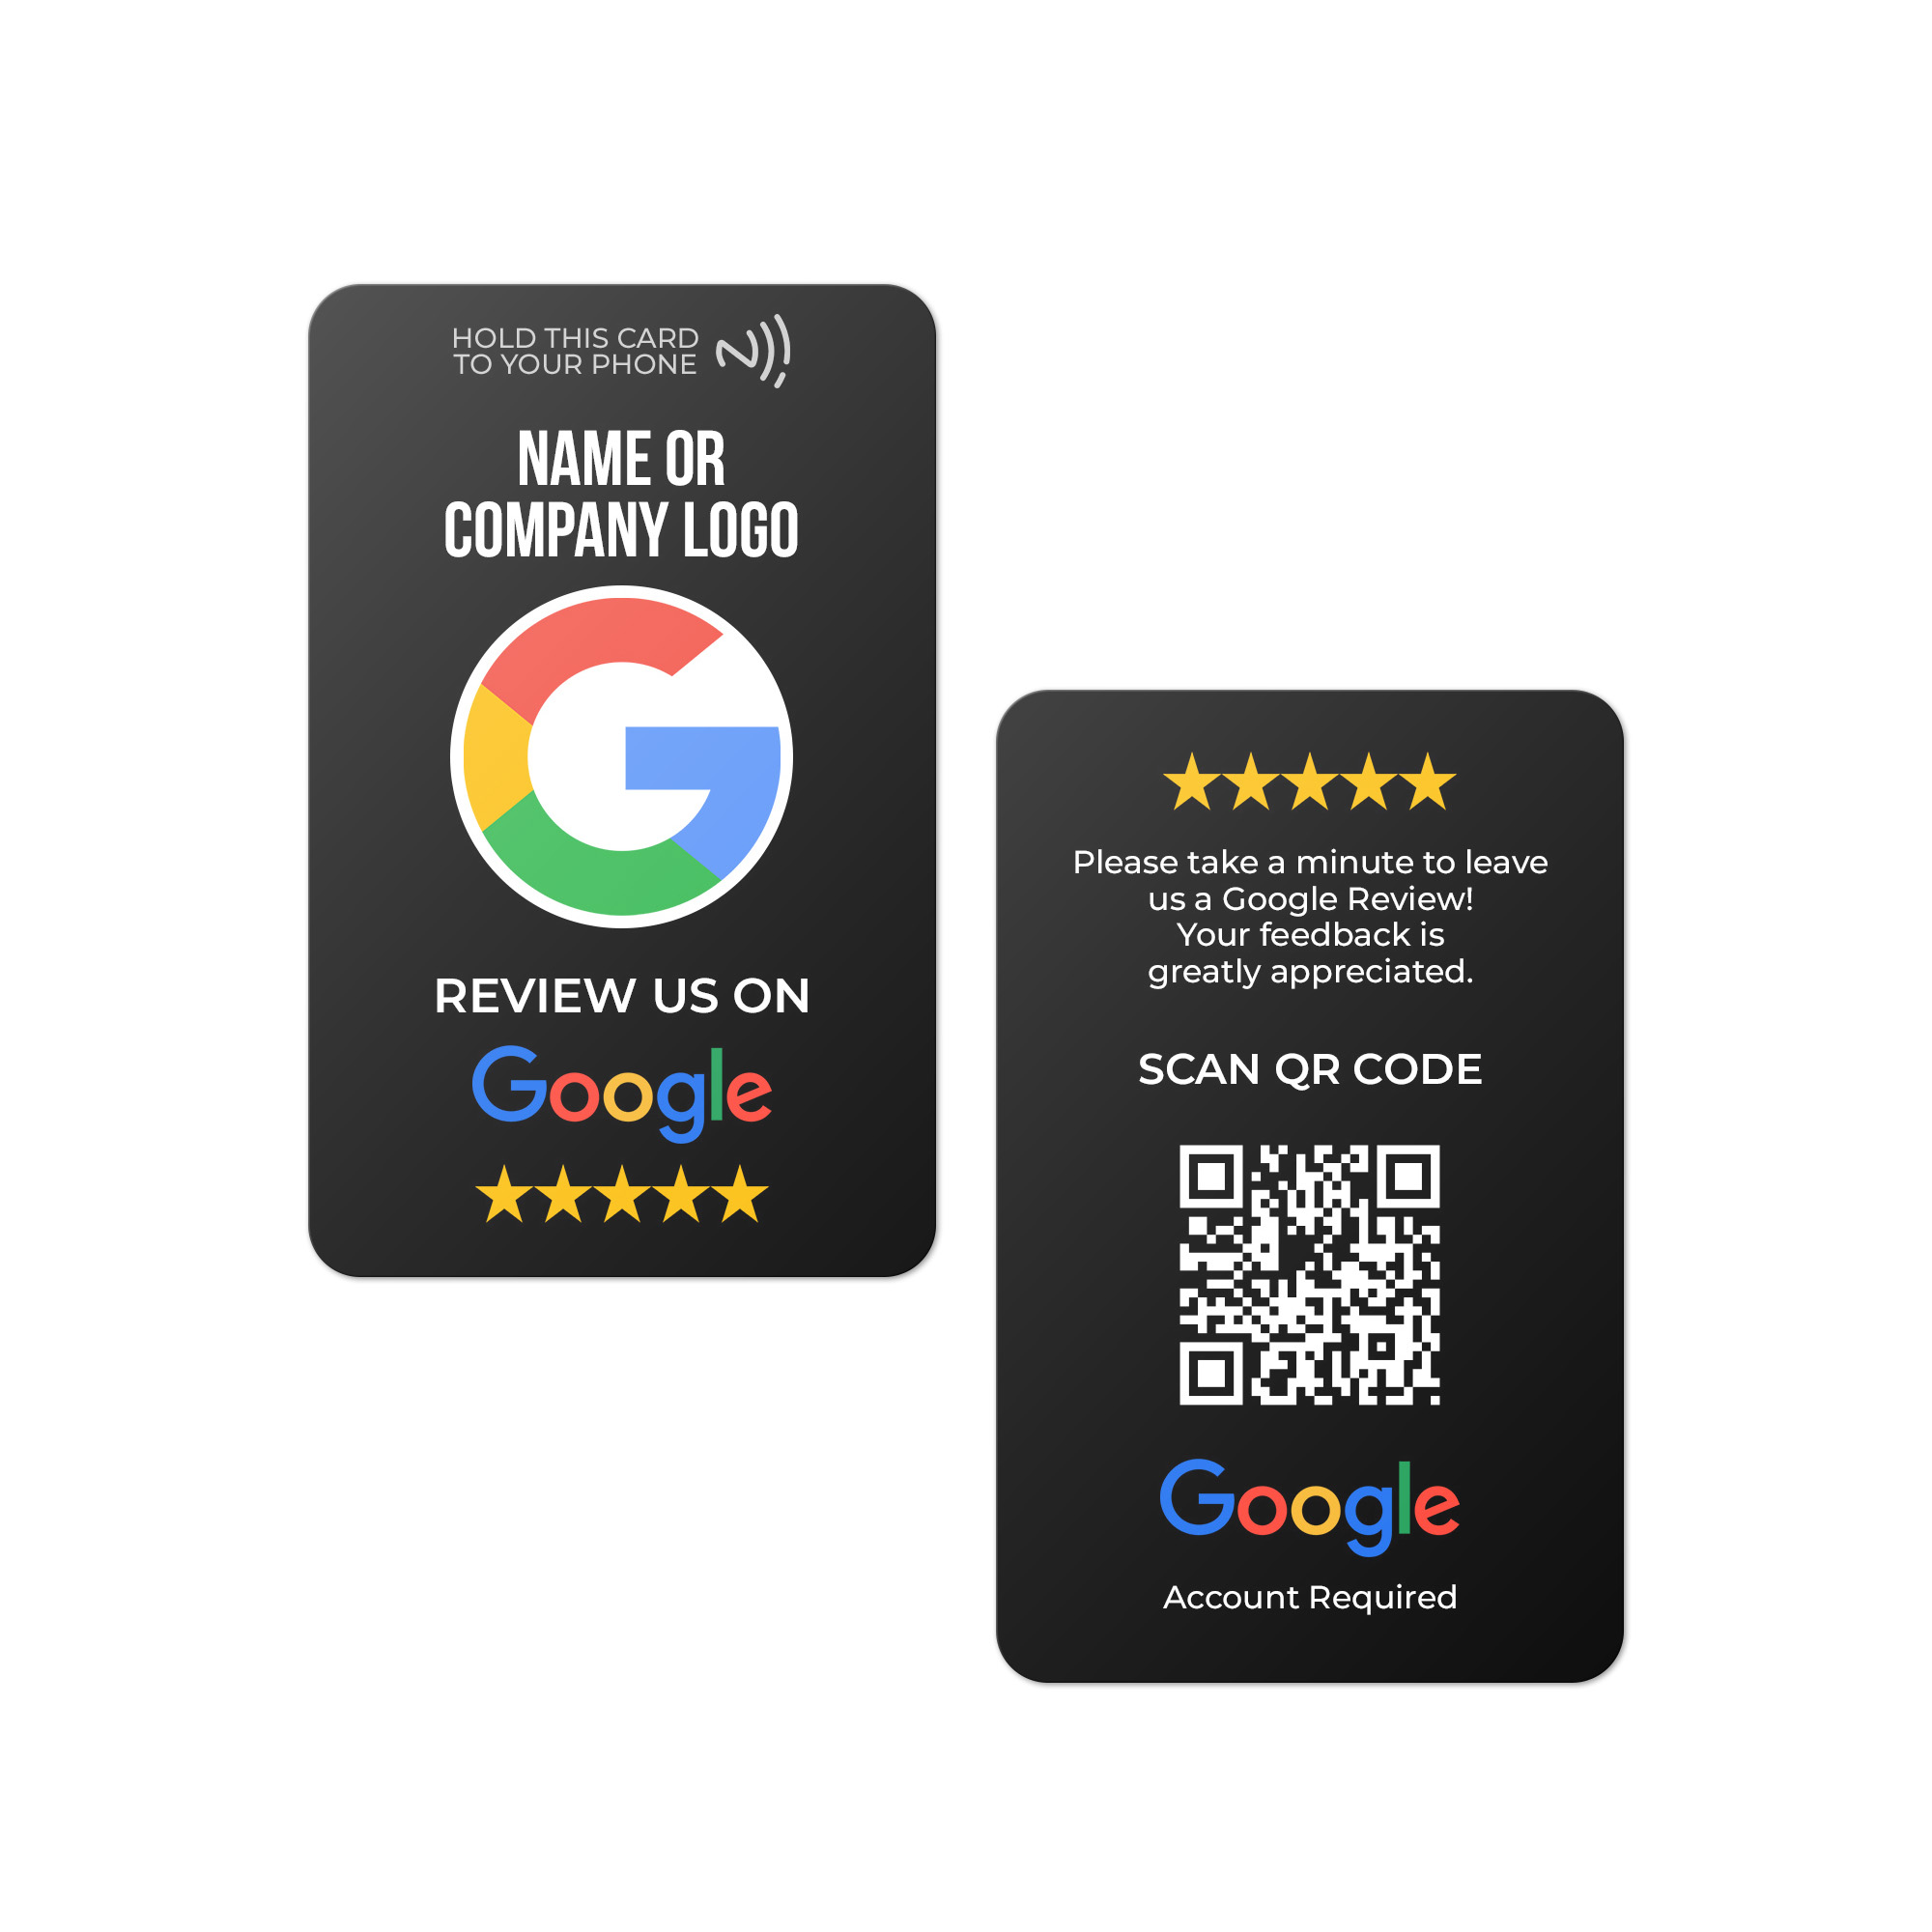 HOLD THIS CARD
TO YOUR PHONE
NAME OR
COMPANY LOGO
G
REVIEW US ON
Google
Please take a minute to leave
us a Google Review!
Your feedback is
greatly appreciated.
SCAN QR CODE
Google
Account Required